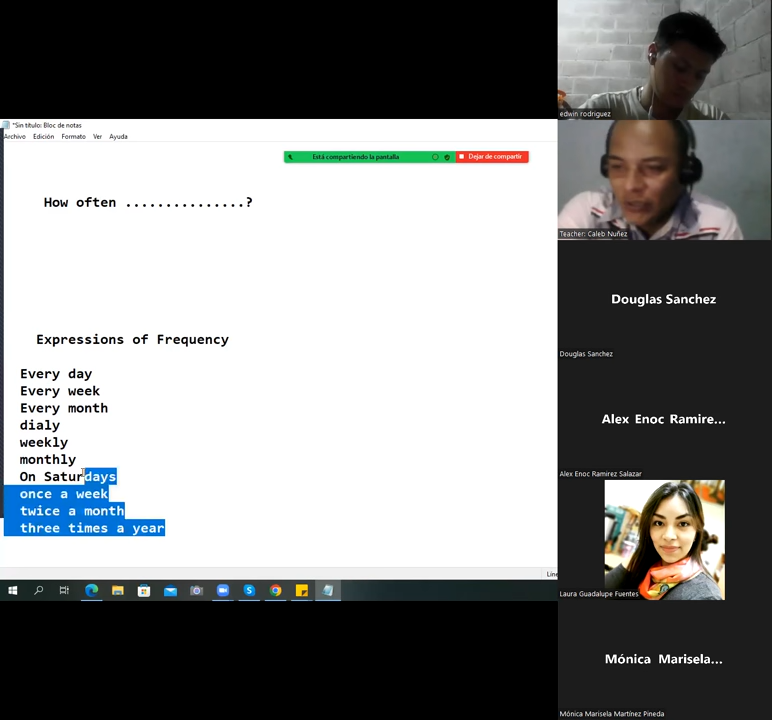 *Sin título: Bloc de notas
Archivo Edición Formato Ver Ayuda
Está compartiendo la pantalla
Dejar de compartir
How often ...............?
Expressions of Frequency
Every day
Every week
Every month
dialy
weekly
monthly
On Saturdays
once a week
twice a month
three times a year
Líne
edwin rodriguez
Teacher: Caleb Nuñez
Douglas Sanchez
Douglas Sanchez
Alex Enoc Ramire...
Alex Enoc Ramirez Salazar
Laura Guadalupe Fuentes
Mónica Marisela...
Mónica Marisela Martínez Pineda